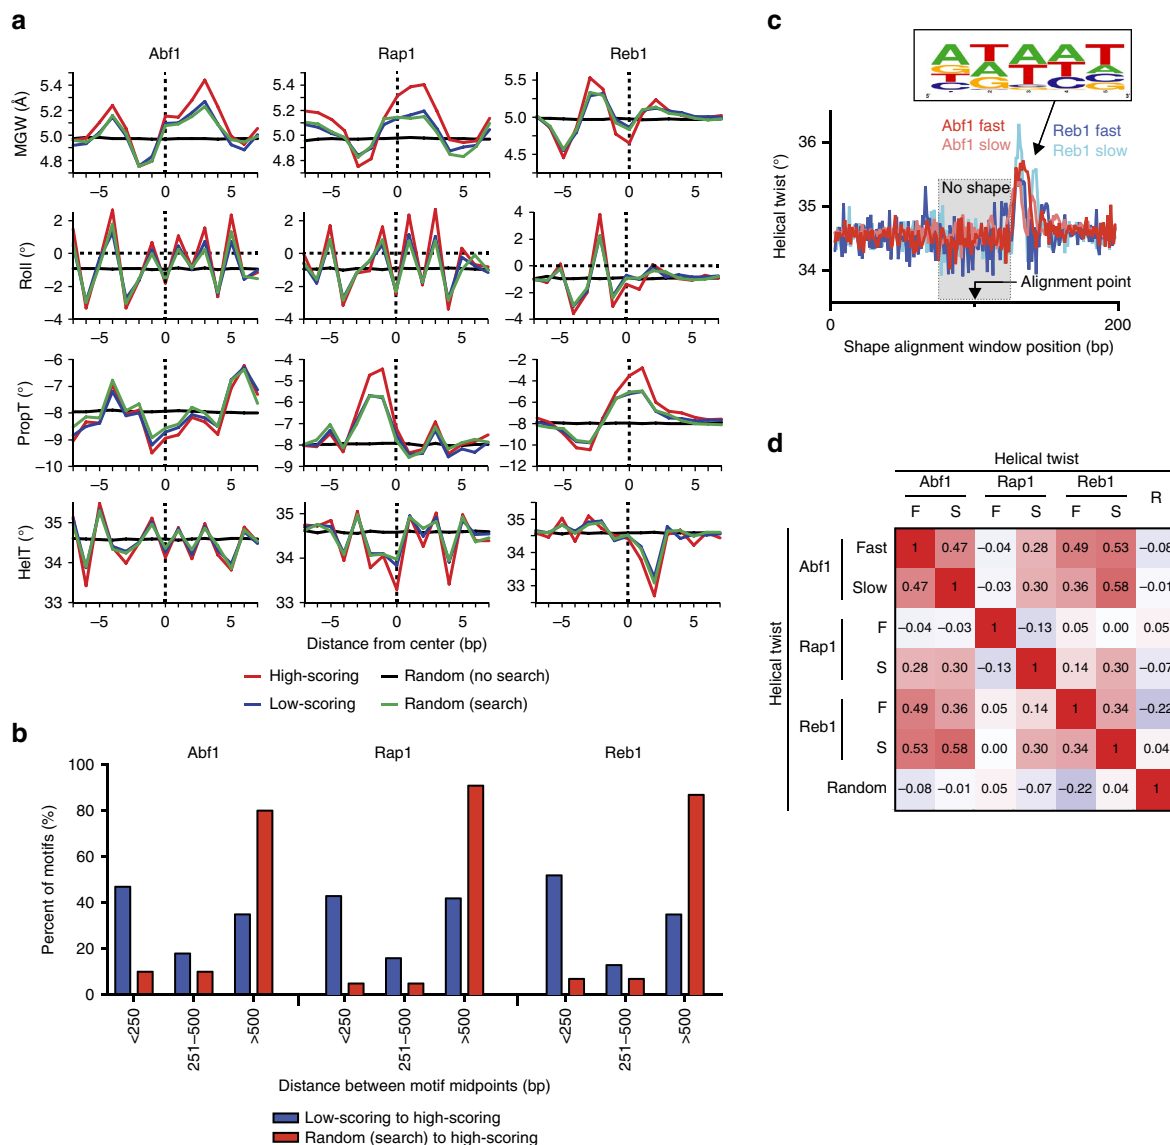 a
Abf1
Rap1
Reb1
MGW (Å)
5.4
5.2
5.0
4.8
−5 0 5
5.4
5.2
5.0
4.8
−5 0 5
5.5
5.0
4.5
−5 0 5
Roll (°)
2
0
−2
−4
−5 0 5
2
0
−2
−4
−5 0 5
4
2
0
−2
−4
−5 0 5
PropT (°)
−6
−7
−8
−9
−10
−5 0 5
−4
−5
−6
−7
−8
−9
−5 0 5
−2
−4
−6
−8
−10
−12
−5 0 5
HelT (°)
35
34
33
−5 0 5
35
34
33
−5 0 5
35
34
33
−5 0 5
Distance from center (bp)
High-scoring
Random (no search)
Low-scoring
Random (search)
b
Abf1
Rap1
Reb1
Percent of motifs (%)
100
80
60
40
20
0
<250
251−500
>500
<250
251−500
>500
<250
251−500
>500
Distance between motif midpoints (bp)
Low-scoring to high-scoring
Random (search) to high-scoring
c
Abf1 fast
Abf1 slow
Reb1 fast
Reb1 slow
Helical twist (°)
36
35
34
No shape
Alignment point
0
200
Shape alignment window position (bp)
d
Helical twist
Abf1 Rap1 Reb1 R
F S F S F S
Helical twist
Abf1
Fast 1 0.47 −0.04 0.28 0.49 0.53 −0.08
Slow 0.47 1 −0.03 0.30 0.36 0.58 −0.01
Rap1
F −0.04 −0.03 1 −0.13 0.05 0.00 0.05
S 0.28 0.30 −0.13 1 0.14 0.30 −0.07
Reb1
F 0.49 0.36 0.05 0.14 1 0.34 −0.22
S 0.53 0.58 0.00 0.30 0.34 1 0.04
Random −0.08 −0.01 0.05 −0.07 −0.22 0.04 1